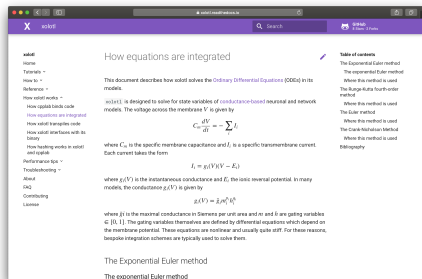 xolotl.readthedocs.io
X
xolotl
Search
GitHub
xolotl
Home
Tutorials
How to
Reference
How xolotl works
How cpplab binds code
How equations are integrated
How xolotl transpiles code
How xolotl interfaces with its
binary
How hashing works in xolotl
and cpplab
Performance tips
Troubleshooting
About
FAQ
Contributing
License
How equations are integrated
This document describes how xolotl solves the Ordinary Differential Equations (ODEs) in its
models.
xolotl is designed to solve for state variables of conductance-based neuronal and network
models. The voltage across the membrane V is given by
C_m dV/dt = − ∑_i I_i
where C_m is the specific membrane capacitance and I_i is a specific transmembrane current.
Each current takes the form
I_i = g_i(V)(V − E_i)
where g_i(V) is the instantaneous conductance and E_i the ionic reversal potential. In many
models, the conductance g_i(V) is given by
where ḡ_i is the maximal conductance in Siemens per unit area and m and h are gating variables
∈ [0, 1]. The gating variables themselves are defined by differential equations which depend on
the membrane potential. These equations are nonlinear and usually quite stiff. For these reasons,
bespoke integration schemes are typically used to solve them.
The Exponential Euler method
The exponential Euler method
Table of contents
The Exponential Euler method
The exponential Euler method
Where this method is used
The Runge-Kutta fourth-order
method
Where this method is used
The Euler method
Where this method is used
The Crank-Nicholson Method
Where this method is used
Bibliography